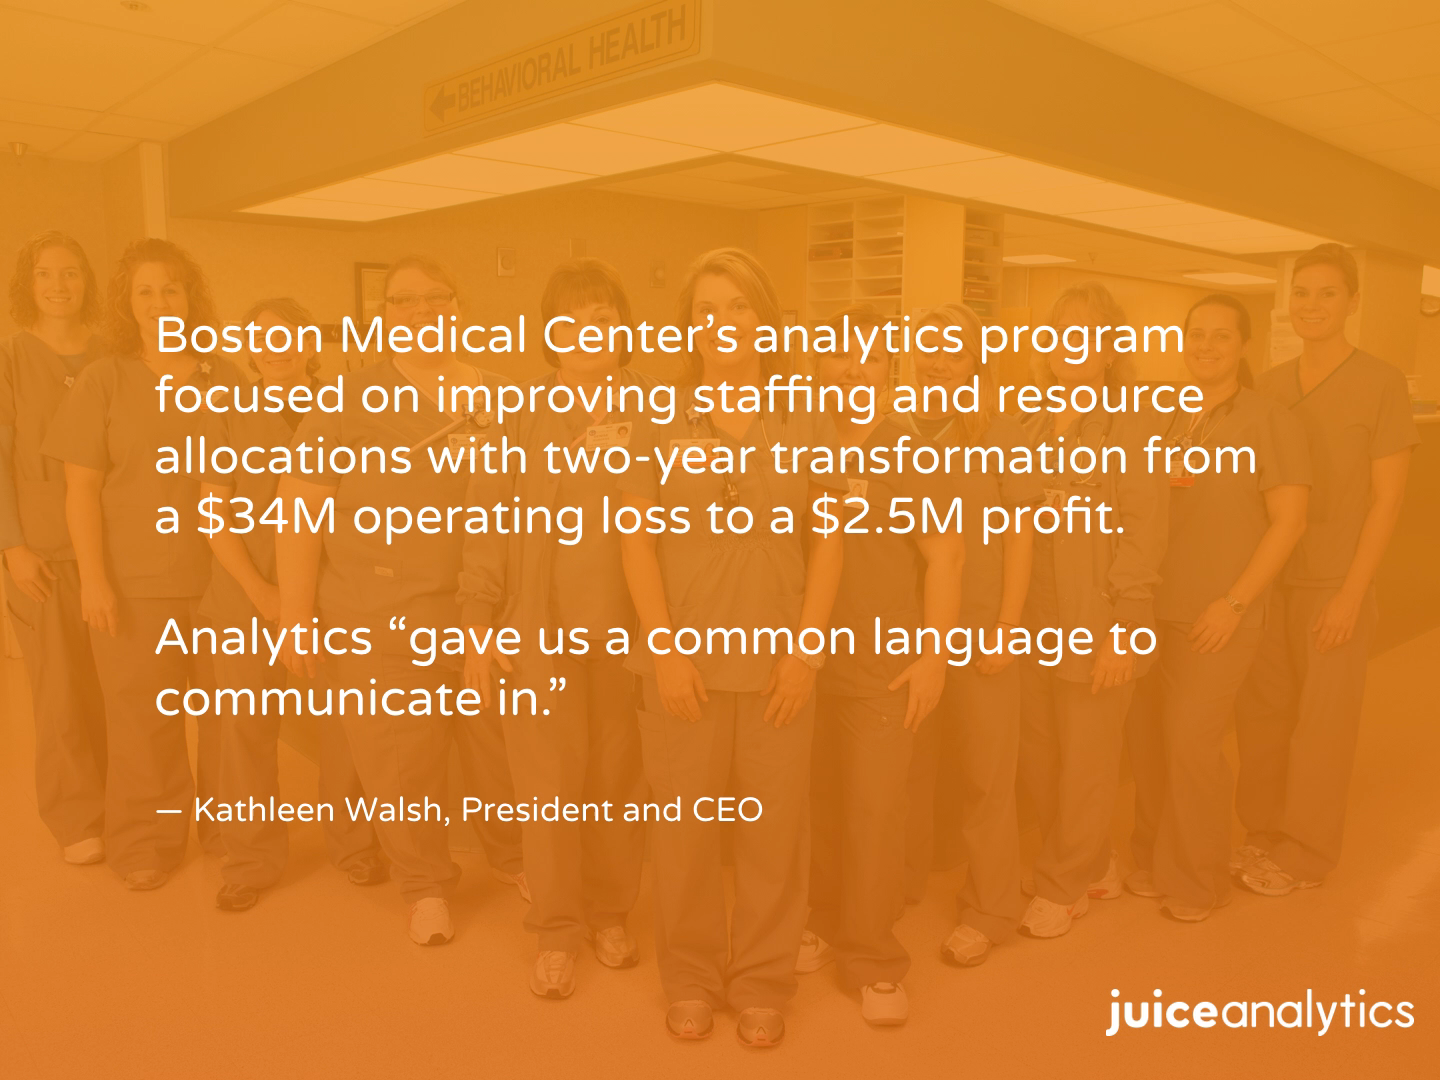 BEHAVIORAL HEALTH
Boston Medical Center’s analytics program
focused on improving staffing and resource
allocations with two-year transformation from
a $34M operating loss to a $2.5M profit.
Analytics “gave us a common language to
communicate in.”
— Kathleen Walsh, President and CEO
juiceanalytics